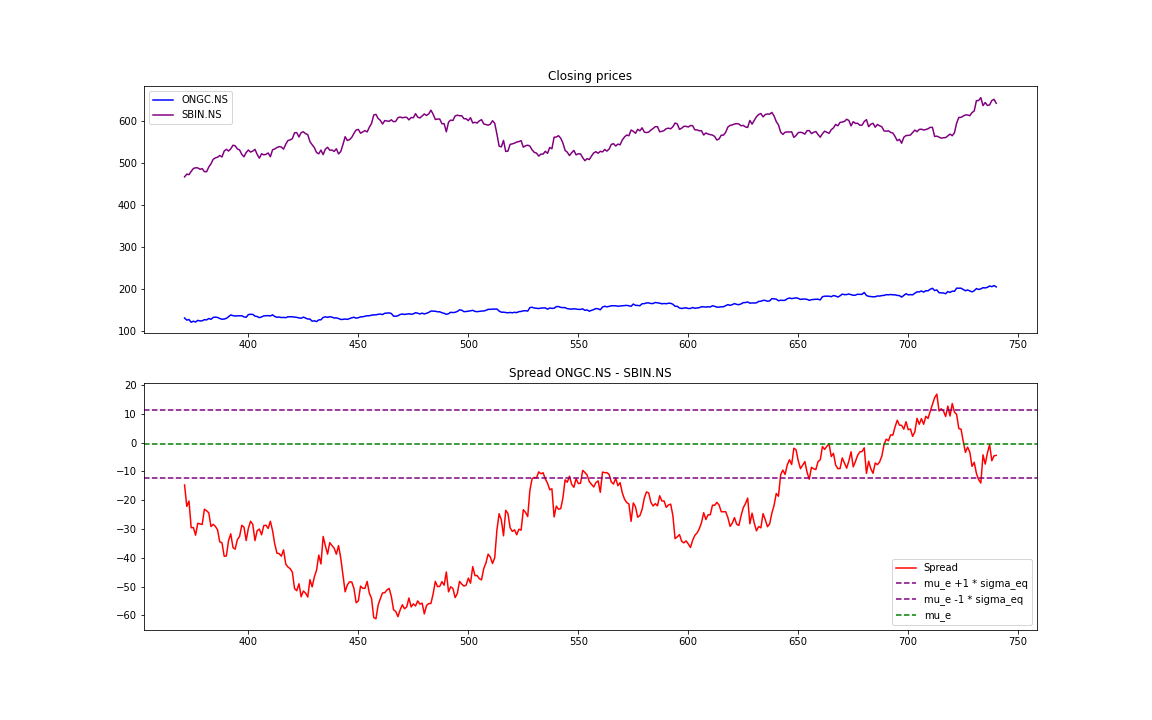 Closing prices
ONGC.NS
SBIN.NS
600
500
400
300
200
100
400 450 500 550 600 650 700 750
Spread ONGC.NS - SBIN.NS
20
10
0
−10
−20
−30
−40
−50
−60
Spread
mu_e +1 * sigma_eq
mu_e -1 * sigma_eq
mu_e
400 450 500 550 600 650 700 750